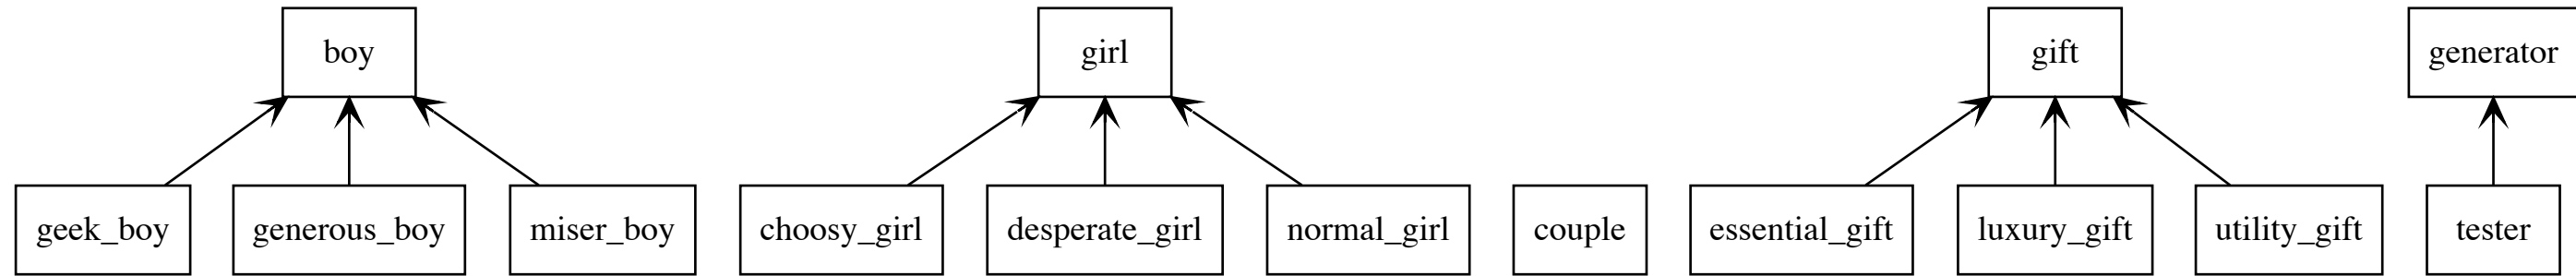 boy
girl
gift
generator
geek_boy
generous_boy
miser_boy
choosy_girl
desperate_girl
normal_girl
couple
essential_gift
luxury_gift
utility_gift
tester